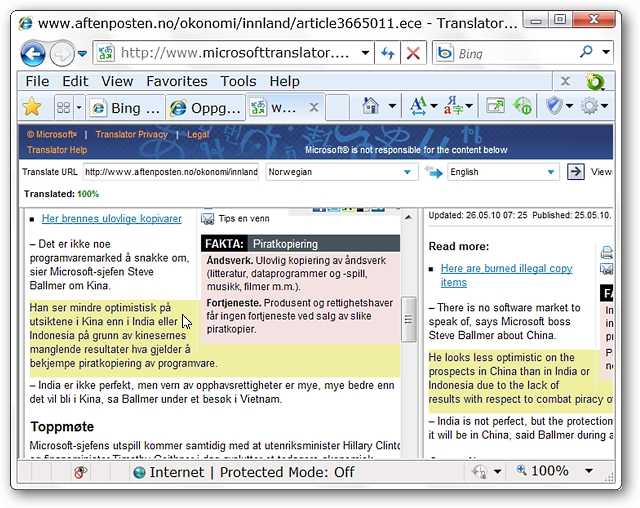 www.aftenposten.no/okonomi/innland/article3665011.ece - Translator...
http://www.microsofttranslator....
Bing
File Edit View Favorites Tools Help
x
Bing ...
Oppg...
w...
x
© Microsoft® | Translator Privacy | Legal
Translator Help
Microsoft® is not responsible for the content below
Translate URL http://www.aftenposten.no/okonomi/innland Norwegian English View
Translated: 100%
Her brennes ulovlige kopivarer
– Det er ikke noe
programvaremarked å snakke om,
sier Microsoft-sjefen Steve
Ballmer om Kina.
Han ser mindre optimistisk på
utsiktene i Kina enn i India eller
Indonesia på grunn av kinesernes
manglende resultater hva gjelder å
bekjempe piratkopiering av programvare.
– India er ikke perfekt, men vern av opphavsrettigheter er mye, mye bedre enn
det vil bli i Kina, sa Ballmer under et besøk i Vietnam.
Toppmøte
Microsoft-sjefens utspill kommer samtidig med at utenriksminister Hillary Clinto
Tips en venn
FAKTA: Piratkopiering
Åndsverk. Ulovlig kopiering av åndsverk
(litteratur, dataprogrammer og -spill,
musikk, filmer m.m.).
Fortjeneste. Produsent og rettighetshaver
får ingen fortjeneste ved salg av slike
piratkopier.
Updated: 26.05.10 07: 25 Published: 25.05.10.
Read more:
Here are burned illegal copy
items
– There is no software market to
speak of, says Microsoft boss
Steve Ballmer about China.
He looks less optimistic on the
prospects in China than in India or
Indonesia due to the lack of
results with respect to combat piracy o
– India is not perfect, but the protection
it will be in China, said Ballmer during a
Internet | Protected Mode: Off
100%